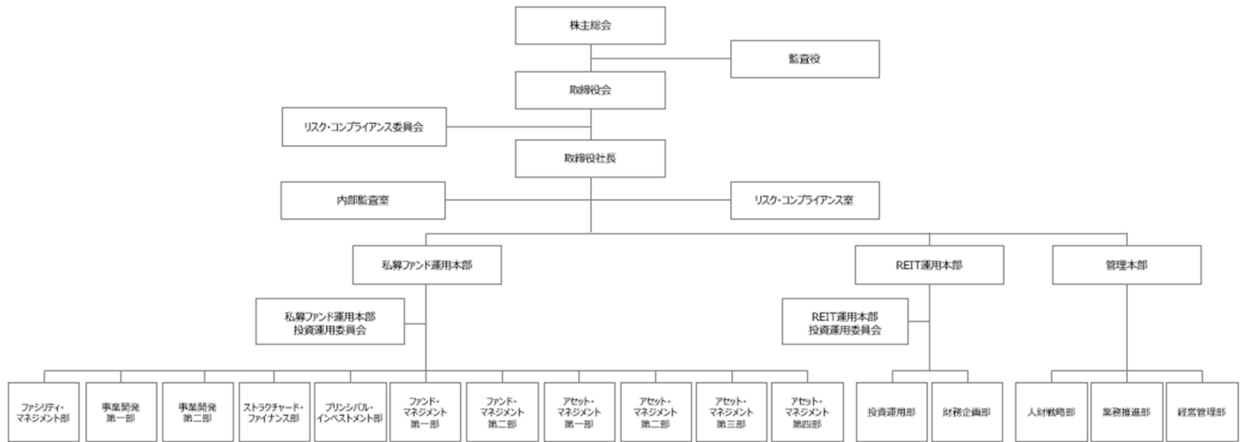 株主総会
監査役
取締役会
リスク・コンプライアンス委員会
取締役社長
内部監査室
リスク・コンプライアンス室
私募ファンド運用本部
REIT運用本部
管理本部
私募ファンド運用本部
投資運用委員会
REIT運用本部
投資運用委員会
ファシリティ・
マネジメント部
事業開発
第一部
事業開発
第二部
ストラクチャード・
ファイナンス部
プリンシパル・
インベストメント部
ファンド・
マネジメント
第一部
ファンド・
マネジメント
第二部
アセット・
マネジメント
第一部
アセット・
マネジメント
第二部
アセット・
マネジメント
第三部
アセット・
マネジメント
第四部
投資運用部
財務企画部
人財戦略部
業務推進部
経営管理部